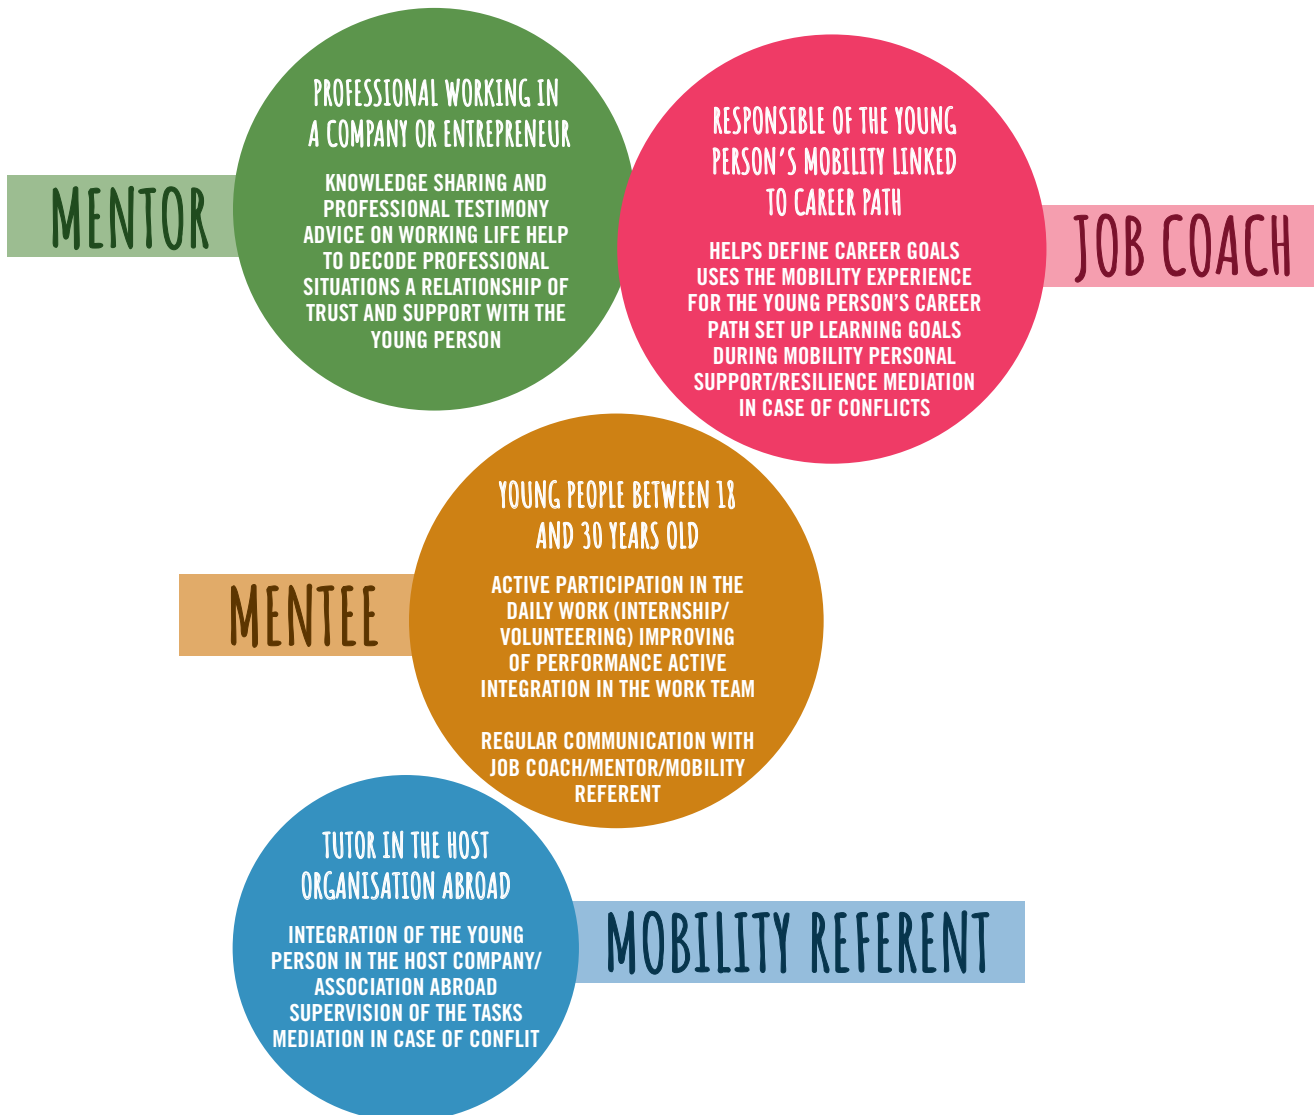 MENTOR
PROFESSIONAL WORKING IN
A COMPANY OR ENTREPRENEUR
KNOWLEDGE SHARING AND
PROFESSIONAL TESTIMONY
ADVICE ON WORKING LIFE HELP
TO DECODE PROFESSIONAL
SITUATIONS A RELATIONSHIP OF
TRUST AND SUPPORT WITH THE
YOUNG PERSON
RESPONSIBLE OF THE YOUNG
PERSON'S MOBILITY LINKED
TO CAREER PATH
HELPS DEFINE CAREER GOALS
USES THE MOBILITY EXPERIENCE
FOR THE YOUNG PERSON'S CAREER
PATH SET UP LEARNING GOALS
DURING MOBILITY PERSONAL
SUPPORT/RESILIENCE MEDIATION
IN CASE OF CONFLICTS
JOB COACH
MENTEE
YOUNG PEOPLE BETWEEN 18
AND 30 YEARS OLD
ACTIVE PARTICIPATION IN THE
DAILY WORK (INTERNSHIP/
VOLUNTEERING) IMPROVING
OF PERFORMANCE ACTIVE
INTEGRATION IN THE WORK TEAM
REGULAR COMMUNICATION WITH
JOB COACH/MENTOR/MOBILITY
REFERENT
TUTOR IN THE HOST
ORGANISATION ABROAD
INTEGRATION OF THE YOUNG
PERSON IN THE HOST COMPANY/
ASSOCIATION ABROAD
SUPERVISION OF THE TASKS
MEDIATION IN CASE OF CONFLIT
MOBILITY REFERENT